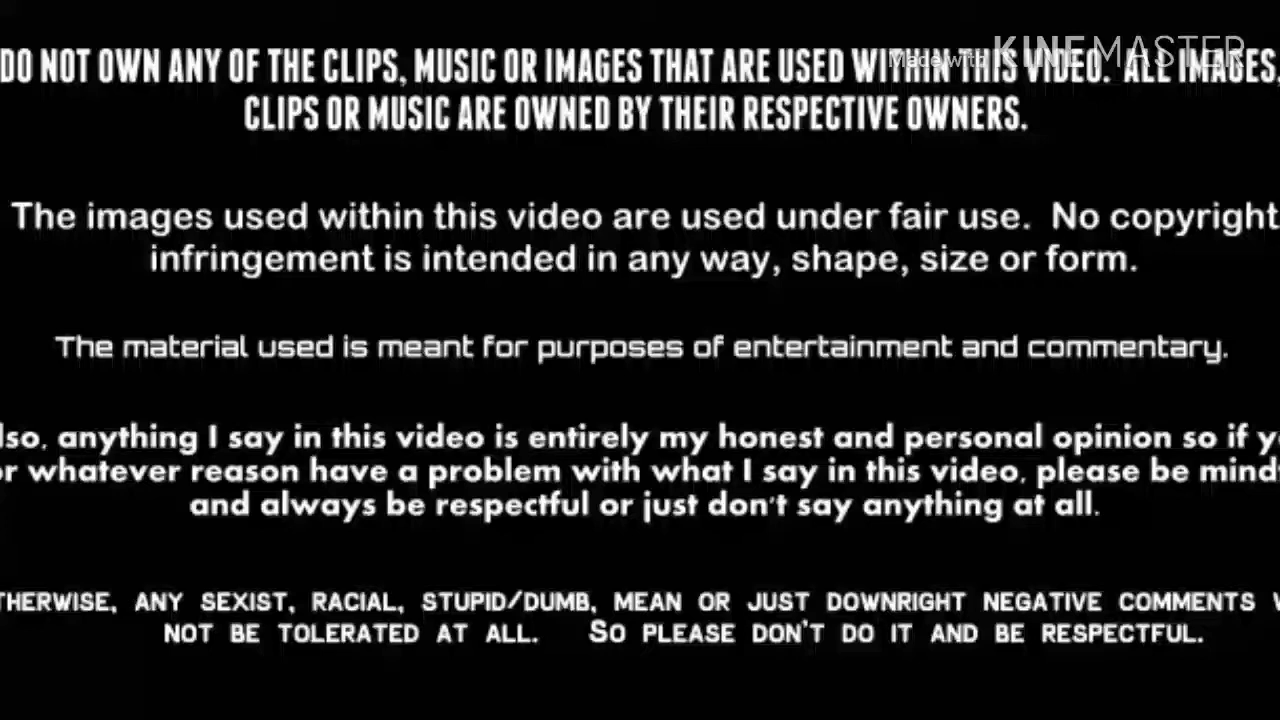 DO NOT OWN ANY OF THE CLIPS, MUSIC OR IMAGES THAT ARE USED WITHIN THIS VIDEO. ALL IMAGES,
CLIPS OR MUSIC ARE OWNED BY THEIR RESPECTIVE OWNERS.
Made with KINEMASTER
The images used within this video are used under fair use. No copyright
infringement is intended in any way, shape, size or form.
The material used is meant for purposes of entertainment and commentary.
lso, anything I say in this video is entirely my honest and personal opinion so if y
or whatever reason have a problem with what I say in this video, please be mind
and always be respectful or just don't say anything at all.
THERWISE, ANY SEXIST, RACIAL, STUPID/DUMB, MEAN OR JUST DOWNRIGHT NEGATIVE COMMENTS
NOT BE TOLERATED AT ALL. SO PLEASE DON'T DO IT AND BE RESPECTFUL.